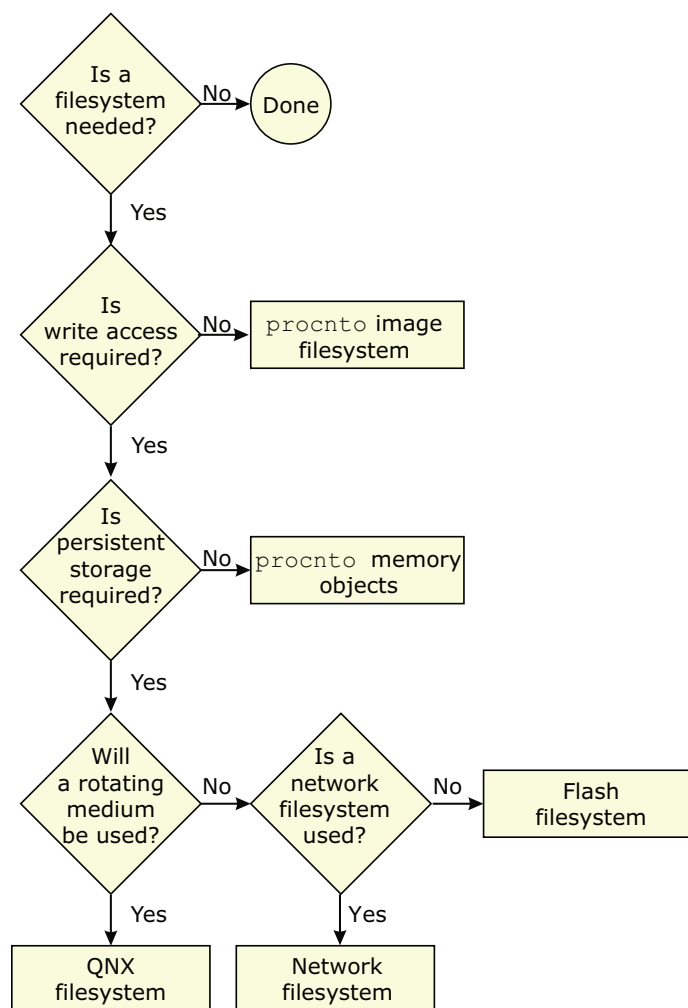 Is a
filesystem
needed?
No
Done
Yes
Is
write access
required?
No
procnto image
filesystem
Yes
Is
persistent
storage
required?
No
procnto memory
objects
Yes
Will
a rotating
medium
be used?
No
Is a
network
filesystem
used?
No
Flash
filesystem
Yes
Yes
QNX
filesystem
Network
filesystem